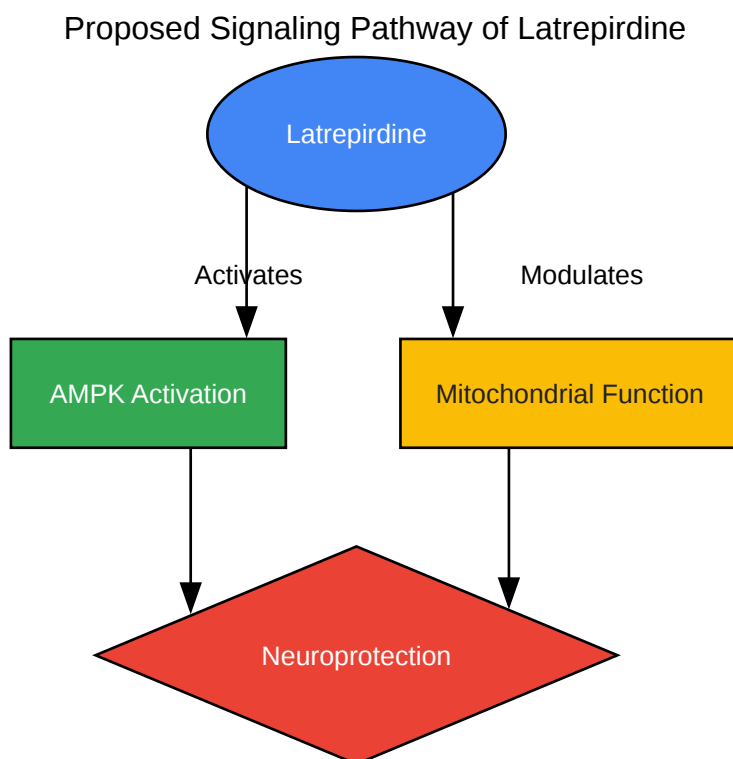 Proposed Signaling Pathway of Latrepirdine
Latrepirdine
Activates
Modulates
AMPK Activation
Mitochondrial Function
Neuroprotection